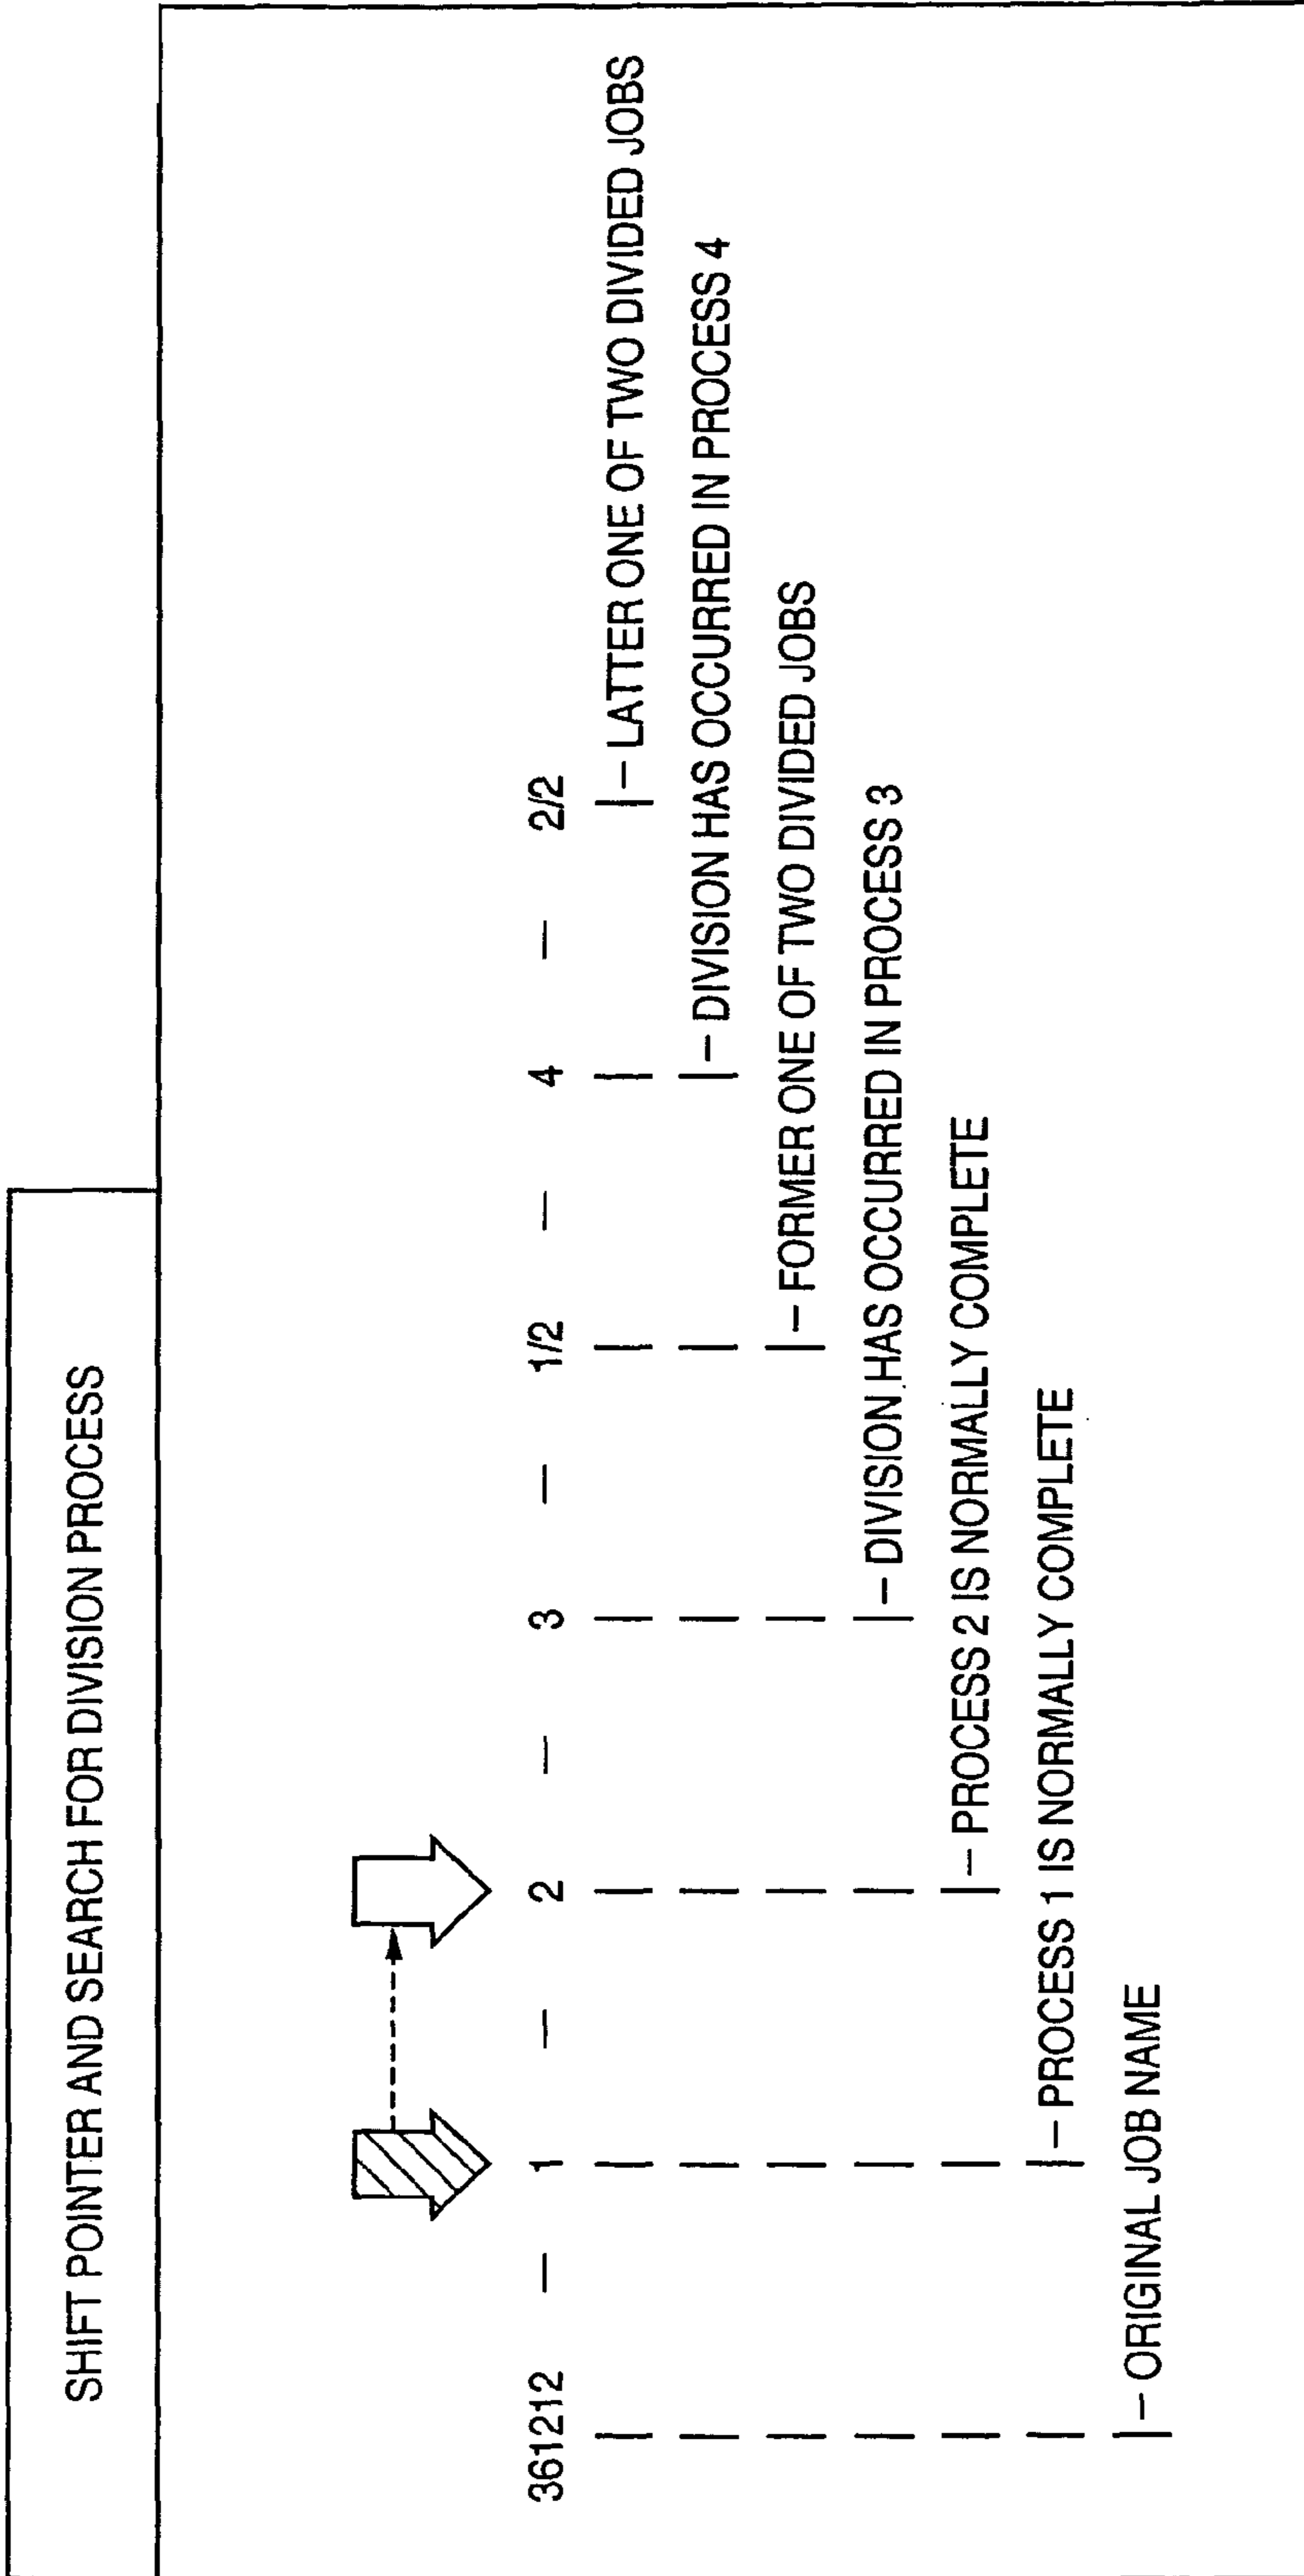 SHIFT POINTER AND SEARCH FOR DIVISION PROCESS
361212 — 1 — 2 — 3 — 1/2 — 4 — 2/2
– LATTER ONE OF TWO DIVIDED JOBS
– DIVISION HAS OCCURRED IN PROCESS 4
– FORMER ONE OF TWO DIVIDED JOBS
– DIVISION HAS OCCURRED IN PROCESS 3
– PROCESS 2 IS NORMALLY COMPLETE
– PROCESS 1 IS NORMALLY COMPLETE
– ORIGINAL JOB NAME